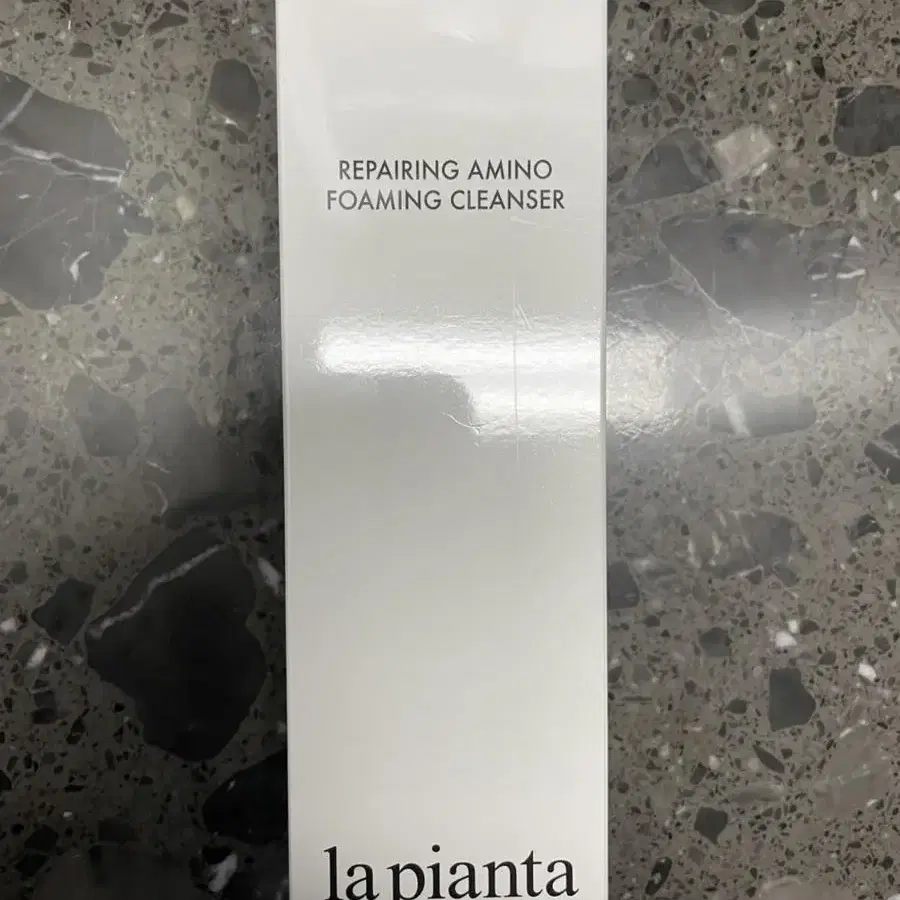 REPAIRING AMINO
FOAMING CLEANSER
la pianta